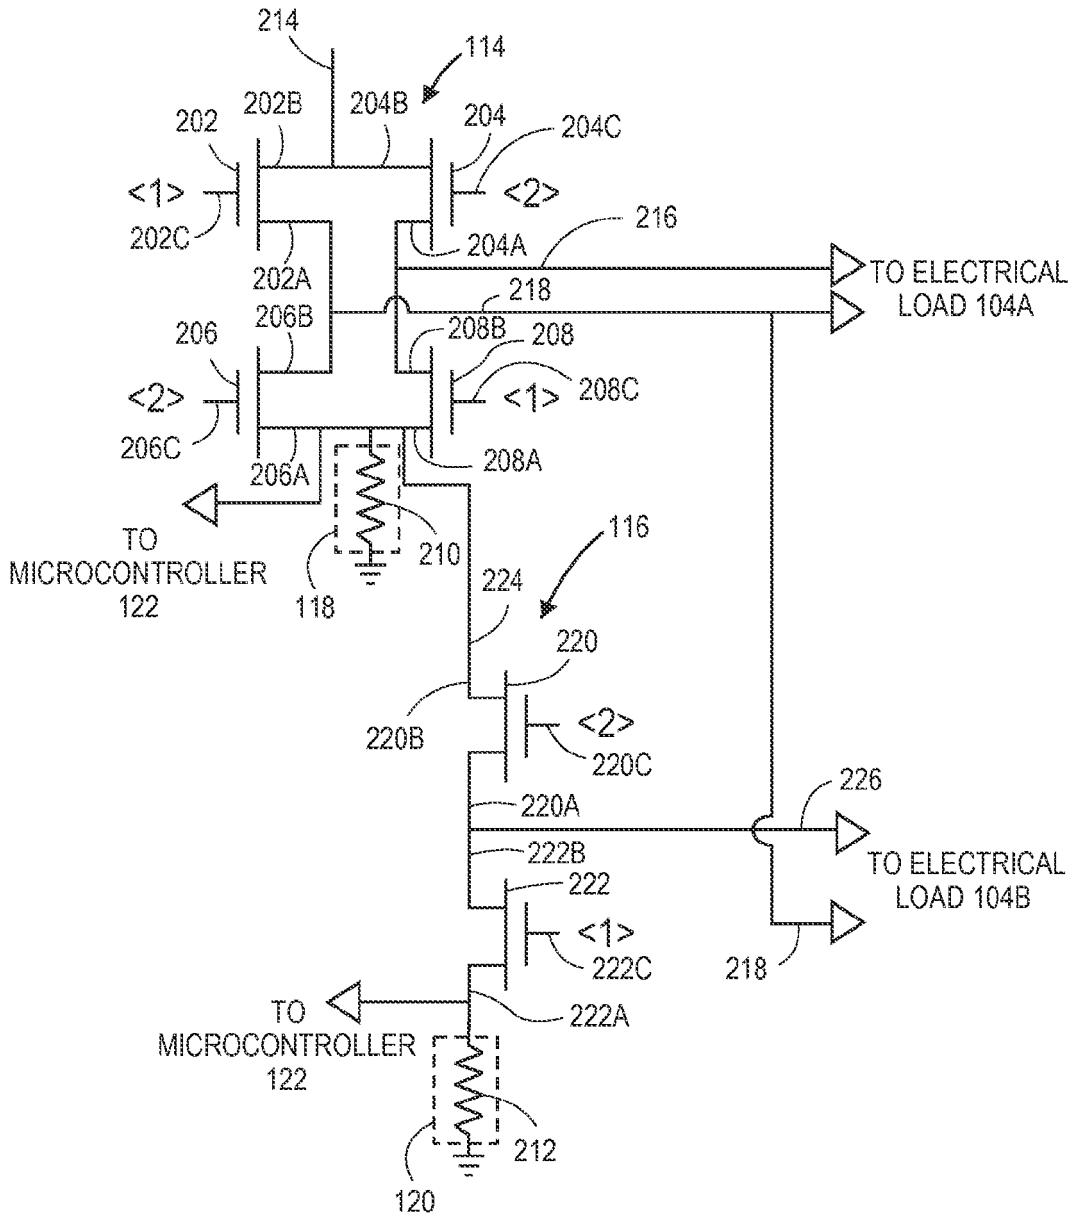 214
114
202B
204B
202
204
204C
<1>
<2>
202C
204A
216
202A
TO ELECTRICAL
LOAD 104A
218
206B
208B
208
206
<2>
<1>
208C
206C
206A
208A
TO
MICROCONTROLLER
122
210
118
116
224
220
220B
<2>
220C
226
220A
222B
TO ELECTRICAL
LOAD 104B
222
<1>
222C
218
222A
TO
MICROCONTROLLER
122
212
120